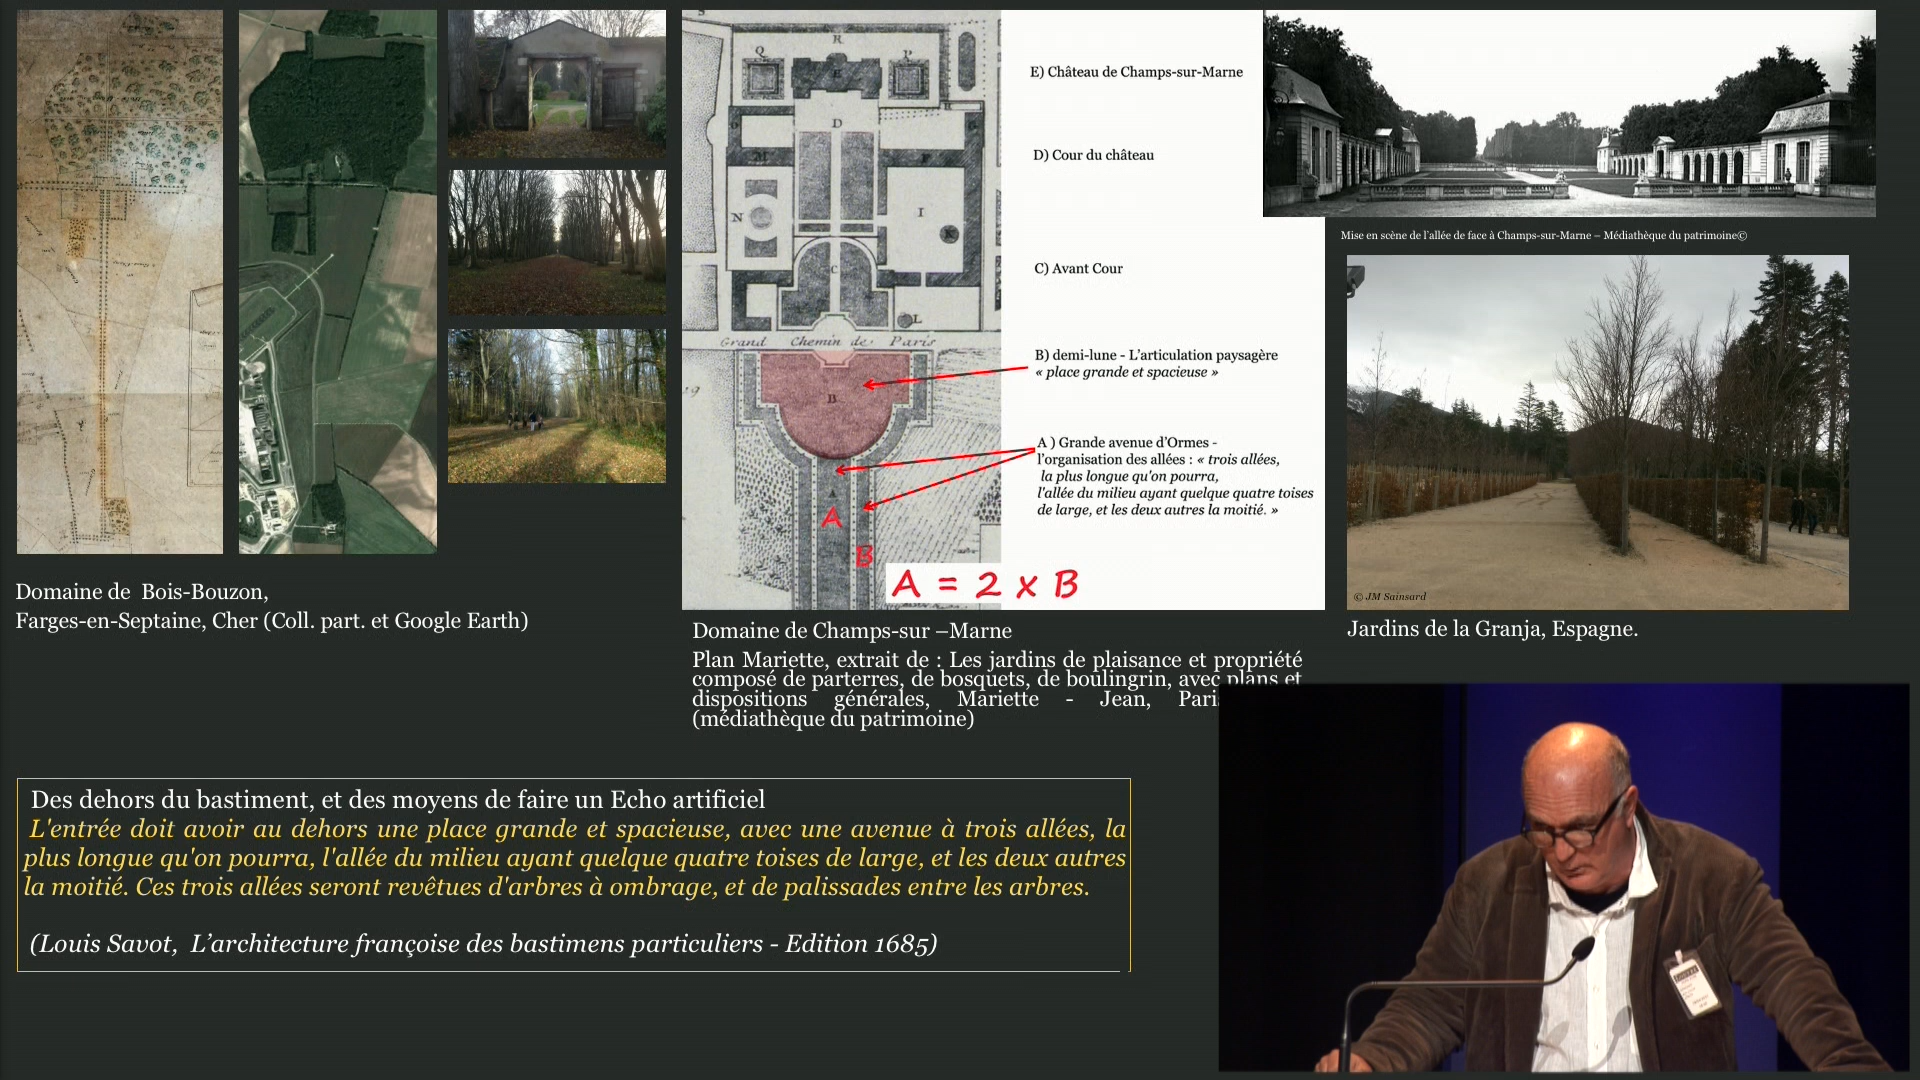 Domaine de Bois-Bouzon,
Farges-en-Septaine, Cher (Coll. part. et Google Earth)
Q
R
P
E
D
M
F
N
I
K
C
L
Grand Chemin de Paris
B
A
A
B
A = 2 x B
E) Château de Champs-sur-Marne
D) Cour du château
C) Avant Cour
B) demi-lune - L'articulation paysagère
« place grande et spacieuse »
A ) Grande avenue d'Ormes -
l'organisation des allées : « trois allées,
la plus longue qu'on pourra,
l'allée du milieu ayant quelque quatre toises
de large, et les deux autres la moitié. »
Domaine de Champs-sur –Marne
Plan Mariette, extrait de : Les jardins de plaisance et propriété
composé de parterres, de bosquets, de boulingrin, avec plans et
dispositions générales, Mariette - Jean,
(médiathèque du patrimoine)
Mise en scène de l'allée de face à Champs-sur-Marne – Médiathèque du patrimoine©
© JM Sainsard
Jardins de la Granja, Espagne.
Des dehors du bastiment, et des moyens de faire un Echo artificiel
L'entrée doit avoir au dehors une place grande et spacieuse, avec une avenue à trois allées, la
plus longue qu'on pourra, l'allée du milieu ayant quelque quatre toises de large, et les deux autres
la moitié. Ces trois allées seront revêtues d'arbres à ombrage, et de palissades entre les arbres.
(Louis Savot, L'architecture françoise des bastimens particuliers - Edition 1685)